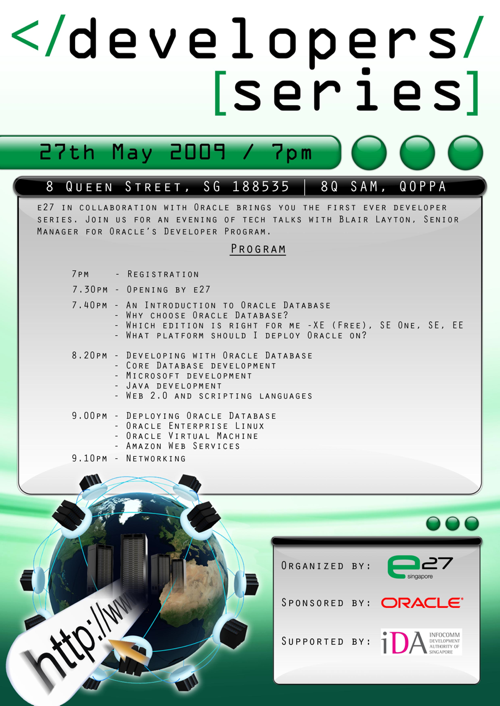 </developers/
[series]
27th May 2009 / 7pm
8 Queen Street, SG 188535 | 8Q SAM, QOPPA
e27 in collaboration with Oracle brings you the first ever developer
series. Join us for an evening of tech talks with Blair Layton, Senior
Manager for Oracle's Developer Program.
Program
7pm - Registration
7.30pm - Opening by e27
7.40pm - An Introduction to Oracle Database
- Why choose Oracle Database?
- Which edition is right for me -XE (Free), SE One, SE, EE
- What platform should I deploy Oracle on?
8.20pm - Developing with Oracle Database
- Core Database development
- Microsoft development
- Java development
- Web 2.0 and scripting languages
9.00pm - Deploying Oracle Database
- Oracle Enterprise Linux
- Oracle Virtual Machine
- Amazon Web Services
9.10pm - Networking
http://ww
Organized by: e27
singapore
Sponsored by: ORACLE®
Supported by: iDA INFOCOMM
DEVELOPMENT
AUTHORITY OF
SINGAPORE